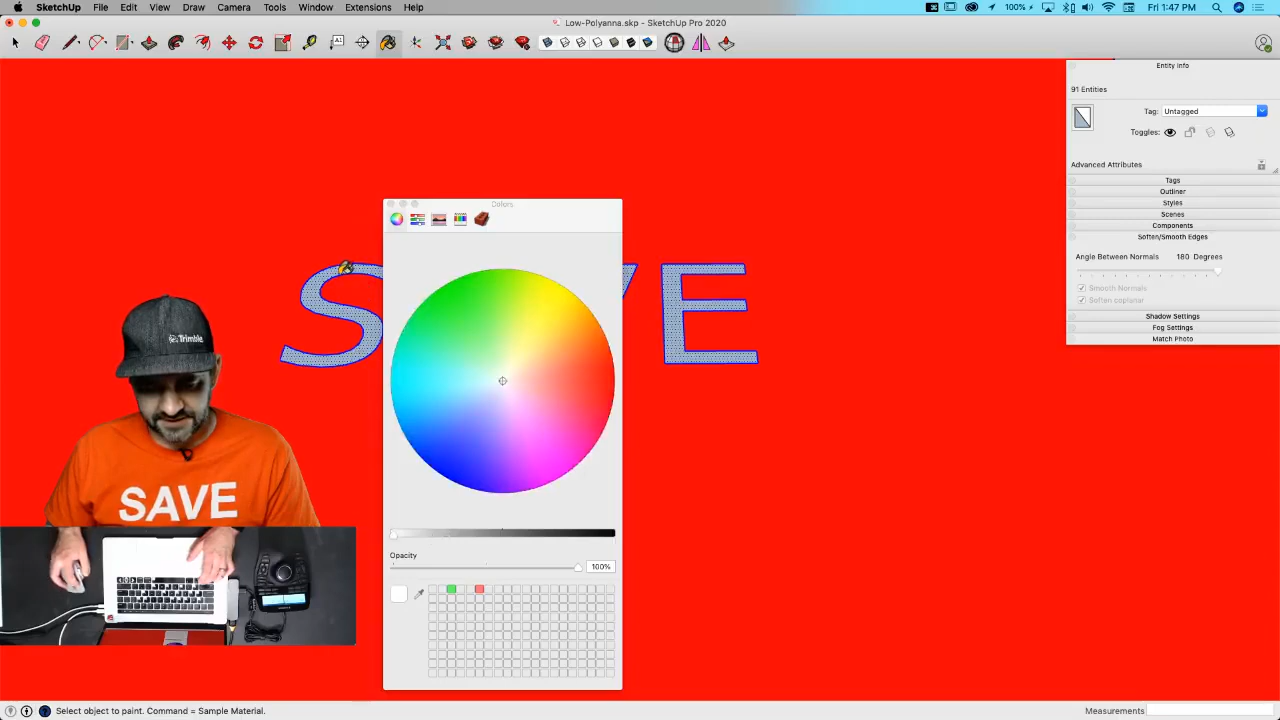 SketchUp File Edit View Draw Camera Tools Window Extensions Help
100% Fri 1:47 PM
Low-Polyanna.skp - SketchUp Pro 2020
A1
Entity Info
91 Entities
Tag: Untagged
Toggles:
Advanced Attributes
Tags
Outliner
Styles
Scenes
Components
Soften/Smooth Edges
Angle Between Normals 180 Degrees
Smooth Normals
Soften coplanar
Shadow Settings
Fog Settings
Match Photo
Colors
S VE
Trimble
SAVE
Opacity
100%
Select object to paint. Command = Sample Material.
Measurements